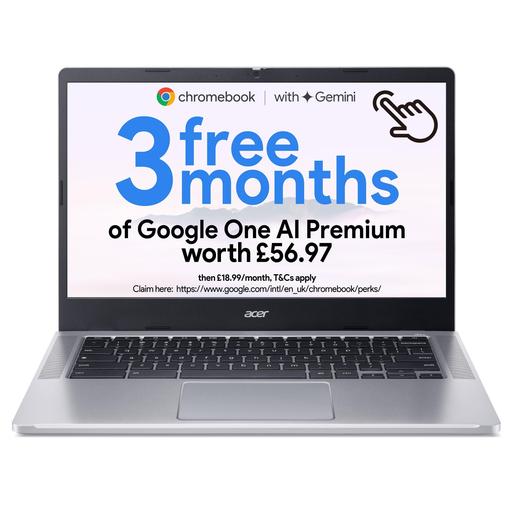 chromebook | with Gemini
3 free
months
of Google One AI Premium
worth £56.97
then £18.99/month, T&Cs apply
Claim here: https://www.google.com/intl/en_uk/chromebook/perks/
acer